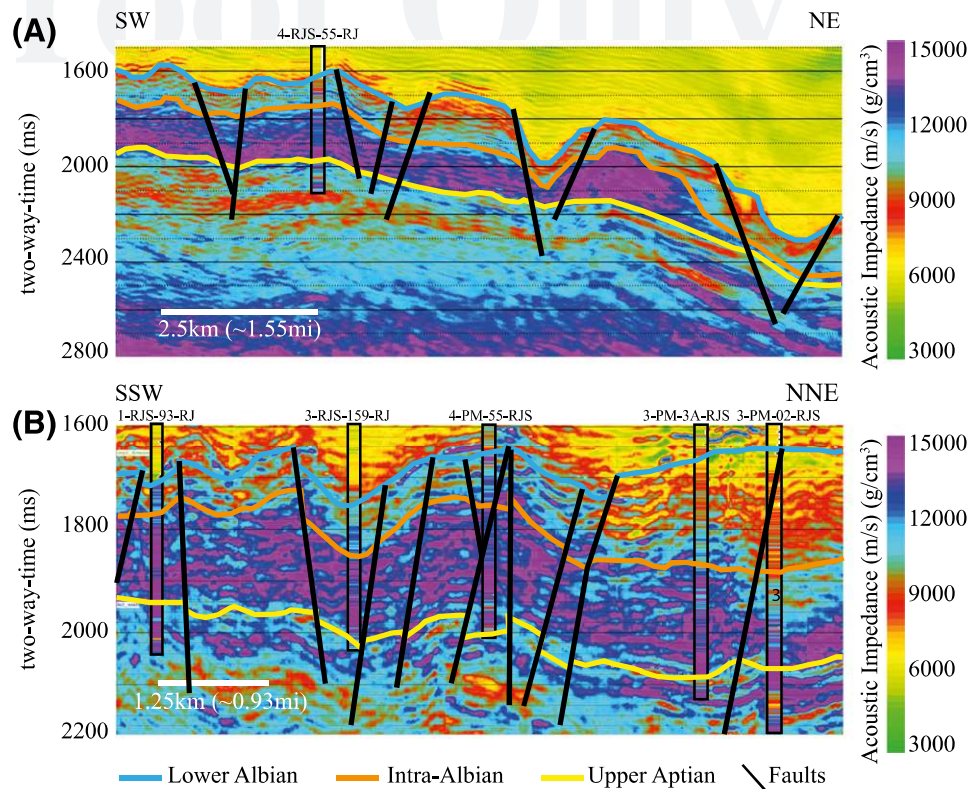 (A)
SW
NE
4-RJS-55-RJ
two-way-time (ms)
1600
2000
2400
2800
2.5km (~1.55mi)
Acoustic Impedance (m/s) (g/cm³)
15000
12000
9000
6000
3000
(B)
SSW
NNE
1-RJS-93-RJ
3-RJS-159-RJ
4-PM-55-RJS
3-PM-3A-RJS
3-PM-02-RJS
two-way-time (ms)
1600
1800
2000
2200
3
1.25km (~0.93mi)
Acoustic Impedance (m/s) (g/cm³)
15000
12000
9000
6000
3000
Lower Albian
Intra-Albian
Upper Aptian
Faults